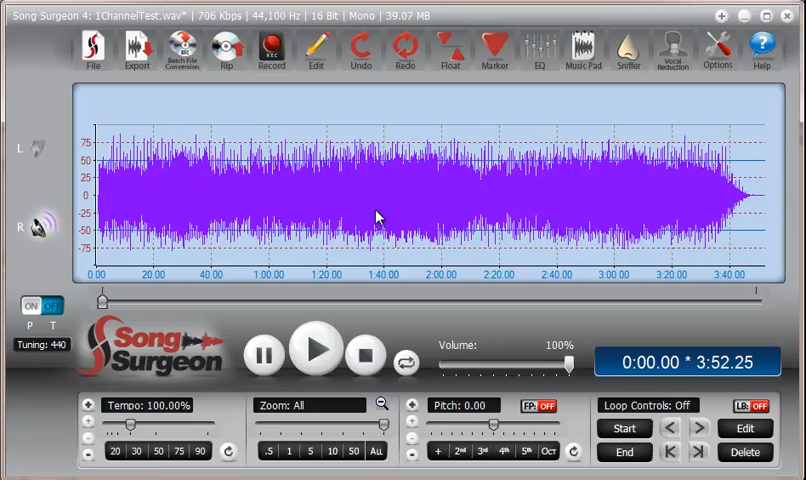 Song Surgeon 4: 1ChannelTest.wav* | 706 Kbps | 44,100 Hz | 16 Bit | Mono | 39.07 MB
File Export Batch File Conversion Rip Record Edit Undo Redo Float Marker EQ Music Pad Sniffer Vocal Reduction Options Help
REC
REC
L
R
75
50
25
0
-25
-50
-75
0:00 20.00 40.00 1:00.00 1:20.00 1:40.00 2:00.00 2:20.00 2:40.00 3:00.00 3:20.00 3:40.00
ON OFF
P T
Tuning: 440
Song Surgeon
Volume: 100%
0:00.00 * 3:52.25
Tempo: 100.00%
20 30 50 75 90
Zoom: All
.5 1 5 10 50 ALL
Pitch: 0.00 FP: OFF
+ 2nd 3rd 4th 5th OCT
Loop Controls: Off LB: OFF
Start Edit
End Delete